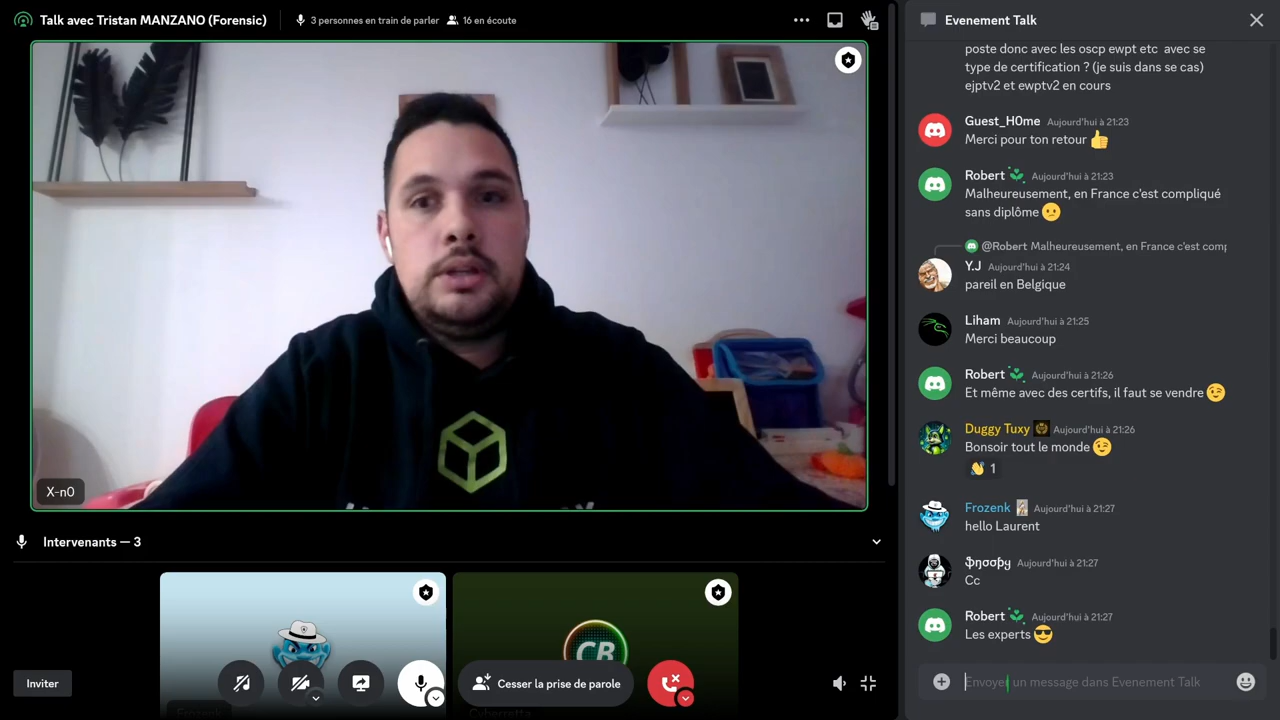 Talk avec Tristan MANZANO (Forensic)
3 personnes en train de parler
16 en écoute
X-n0
Intervenants — 3
CB
Inviter
Cesser la prise de parole
Evenement Talk
poste donc avec les oscp ewpt etc avec se
type de certification ? (je suis dans se cas)
ejptv2 et ewptv2 en cours
Guest_H0me Aujourd'hui à 21:23
Merci pour ton retour 👍
Robert Aujourd'hui à 21:23
Malheureusement, en France c'est compliqué
sans diplôme 😕
@Robert Malheureusement, en France c'est comp
Y.J Aujourd'hui à 21:24
pareil en Belgique
Liham Aujourd'hui à 21:25
Merci beaucoup
Robert Aujourd'hui à 21:26
Et même avec des certifs, il faut se vendre 😉
Duggy Tuxy Aujourd'hui à 21:26
Bonsoir tout le monde 😉
👋 1
Frozenk Aujourd'hui à 21:27
hello Laurent
Aujourd'hui à 21:27
Cc
Robert Aujourd'hui à 21:27
Les experts 😎
Envoyer un message dans Evenement Talk